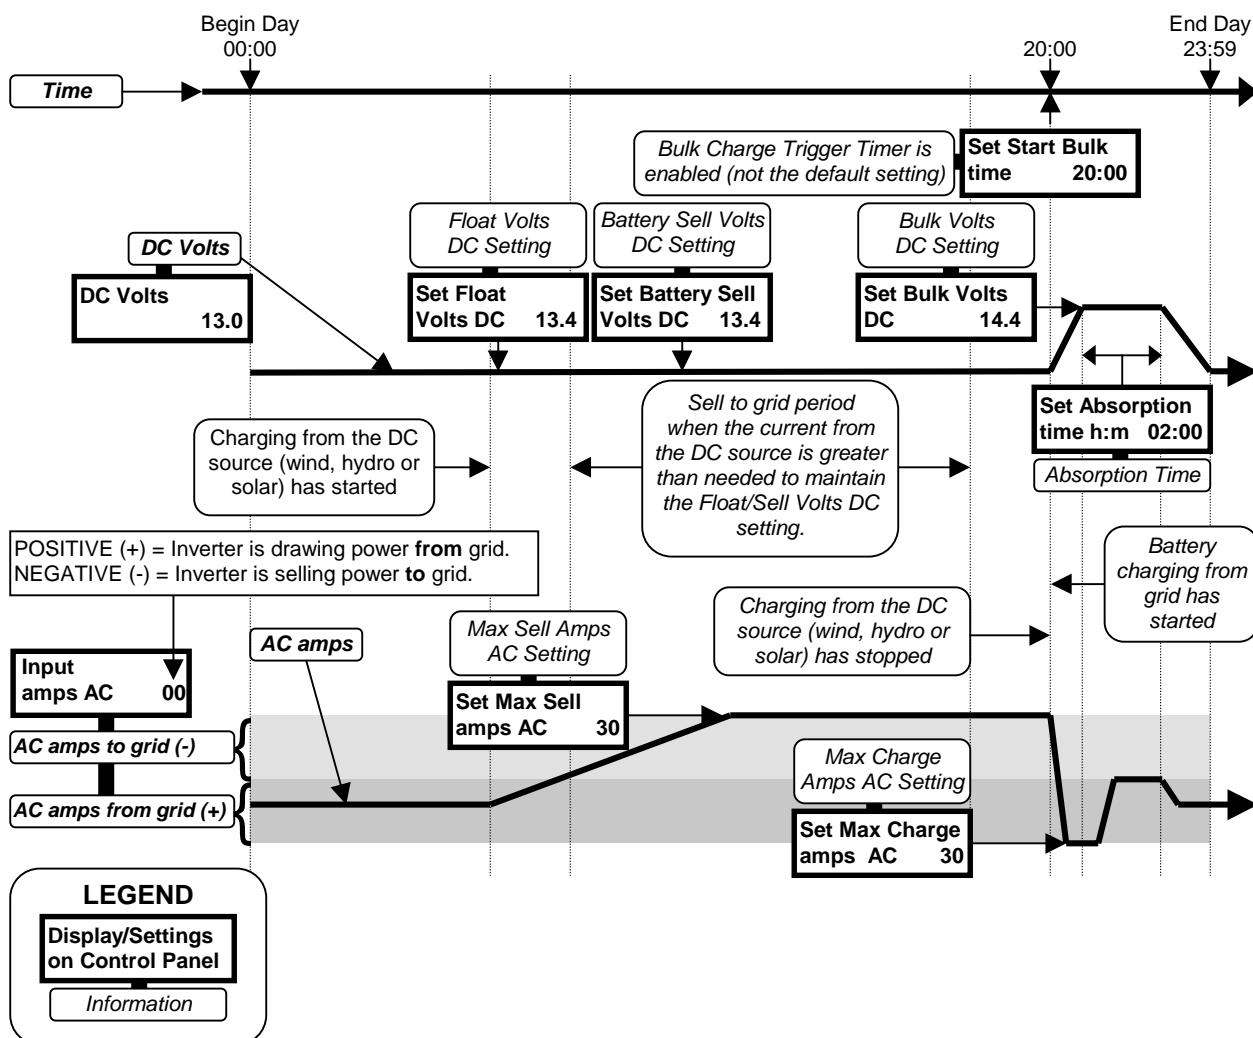 Begin Day
00:00
20:00
End Day
23:59
Time
Bulk Charge Trigger Timer is
enabled (not the default setting)
Set Start Bulk
time 20:00
Float Volts
DC Setting
Battery Sell Volts
DC Setting
Bulk Volts
DC Setting
DC Volts
DC Volts
13.0
Set Float
Volts DC 13.4
Set Battery Sell
Volts DC 13.4
Set Bulk Volts
DC 14.4
Charging from the DC
source (wind, hydro or
solar) has started
Sell to grid period
when the current from
the DC source is greater
than needed to maintain
the Float/Sell Volts DC
setting.
Set Absorption
time h:m 02:00
Absorption Time
POSITIVE (+) = Inverter is drawing power from grid.
NEGATIVE (-) = Inverter is selling power to grid.
Battery
charging from
grid has
started
Charging from the DC
source (wind, hydro or
solar) has stopped
Max Sell Amps
AC Setting
AC amps
Input
amps AC 00
Set Max Sell
amps AC 30
AC amps to grid (-)
AC amps from grid (+)
Max Charge
Amps AC Setting
Set Max Charge
amps AC 30
LEGEND
Display/Settings
on Control Panel
Information